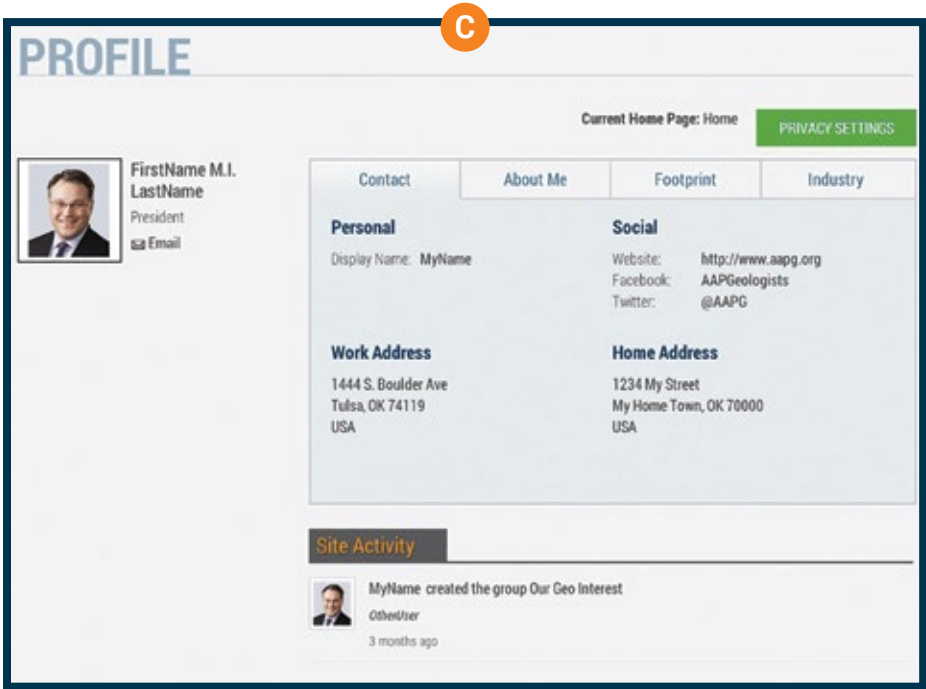 C
PROFILE
Current Home Page: Home
PRIVACY SETTINGS
FirstName M.I.
LastName
President
Email
Contact
About Me
Footprint
Industry
Personal
Display Name: MyName
Social
Website: http://www.aapg.org
Facebook: AAPGeologists
Twitter: @AAPG
Work Address
1444 S. Boulder Ave
Tulsa, OK 74119
USA
Home Address
1234 My Street
My Home Town, OK 70000
USA
Site Activity
MyName created the group Our Geo Interest
OtherUser
3 months ago